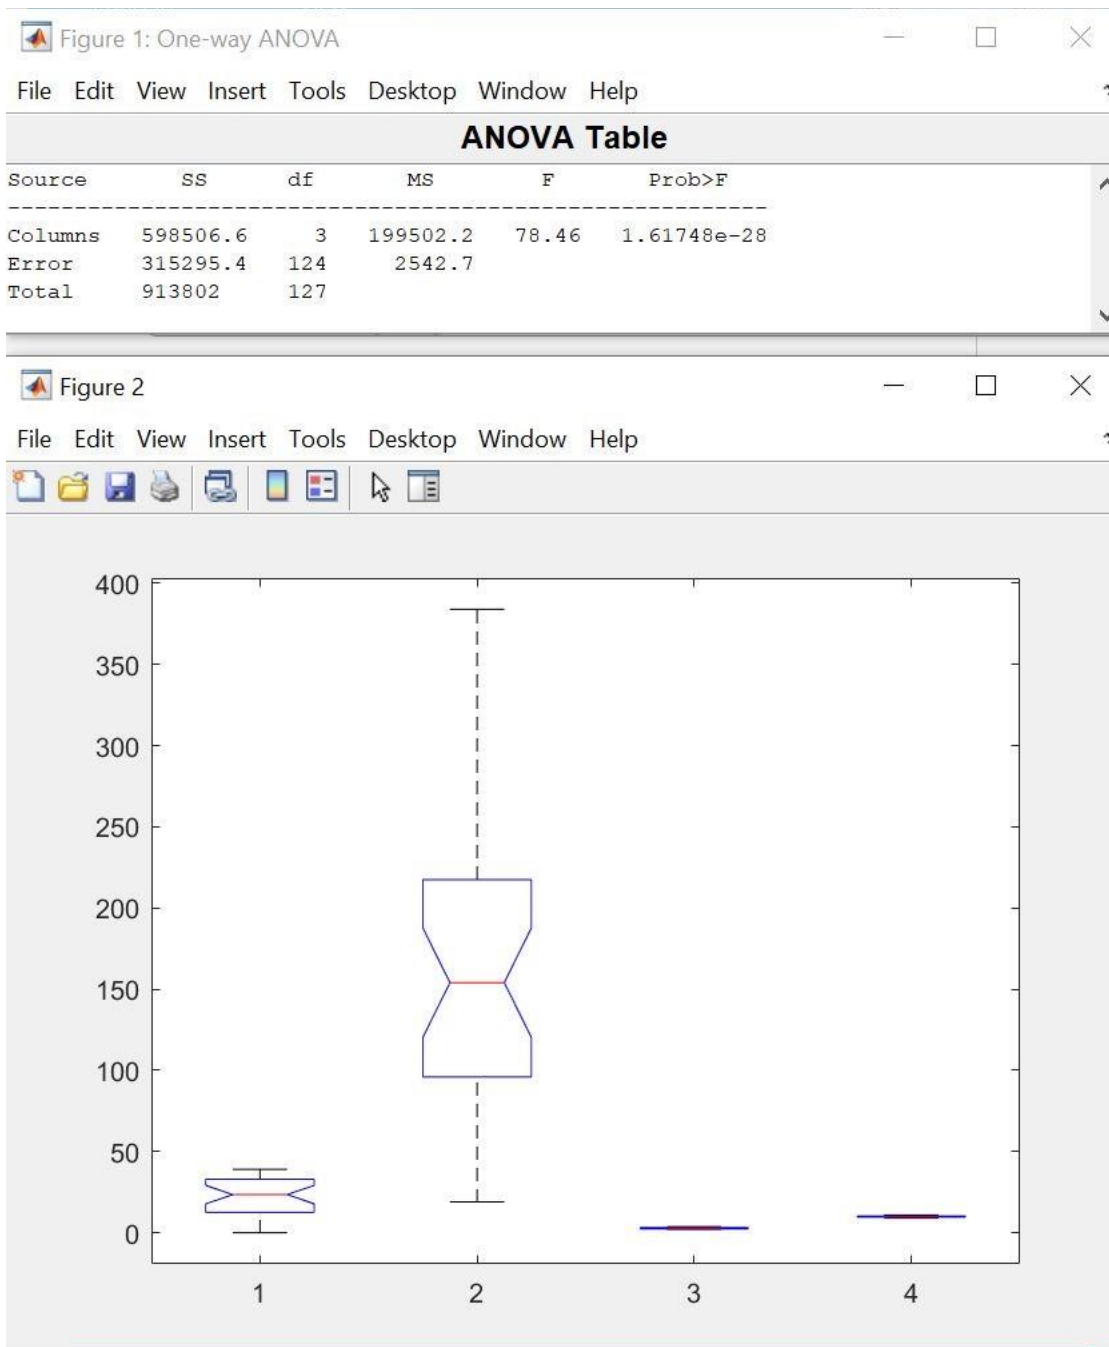 Figure 1: One-way ANOVA
File Edit View Insert Tools Desktop Window Help
ANOVA Table
Source SS df MS F Prob>F
Columns 598506.6 3 199502.2 78.46 1.61748e-28
Error 315295.4 124 2542.7
Total 913802 127
Figure 2
File Edit View Insert Tools Desktop Window Help
400
350
300
250
200
150
100
50
0
1 2 3 4